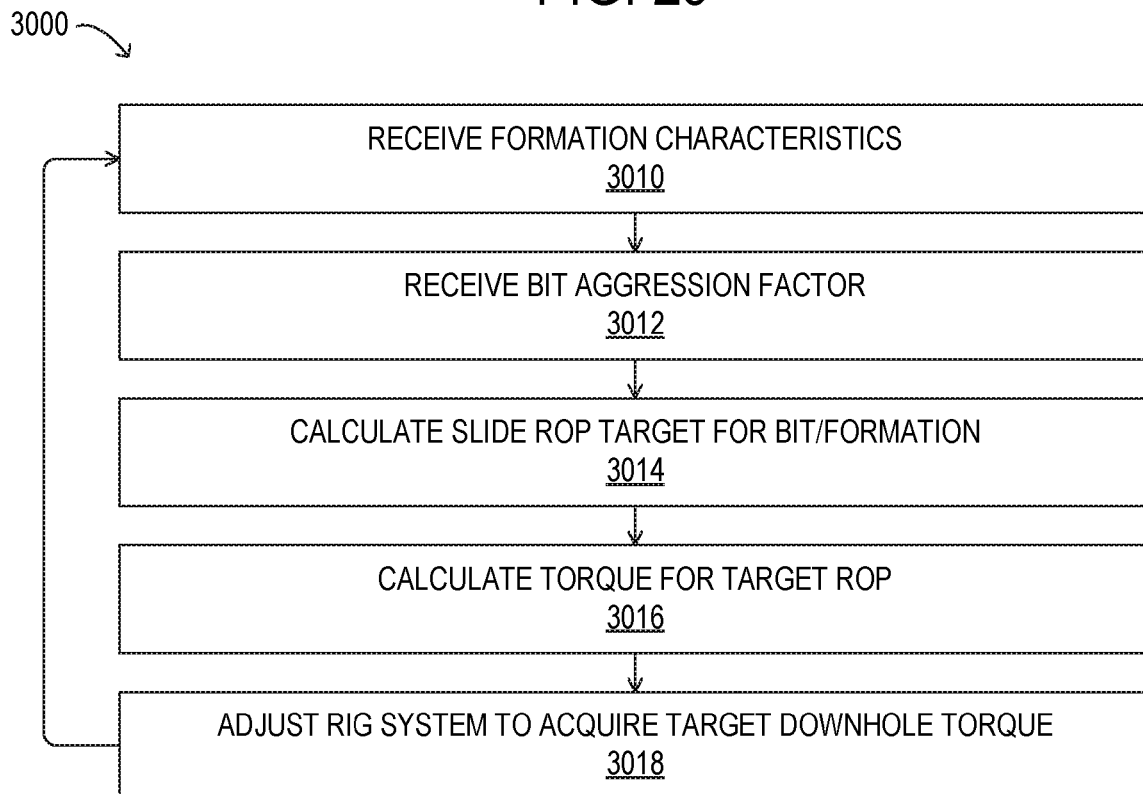 FIG.
3000
RECEIVE FORMATION CHARACTERISTICS
3010
RECEIVE BIT AGGRESSION FACTOR
3012
CALCULATE SLIDE ROP TARGET FOR BIT/FORMATION
3014
CALCULATE TORQUE FOR TARGET ROP
3016
ADJUST RIG SYSTEM TO ACQUIRE TARGET DOWNHOLE TORQUE
3018